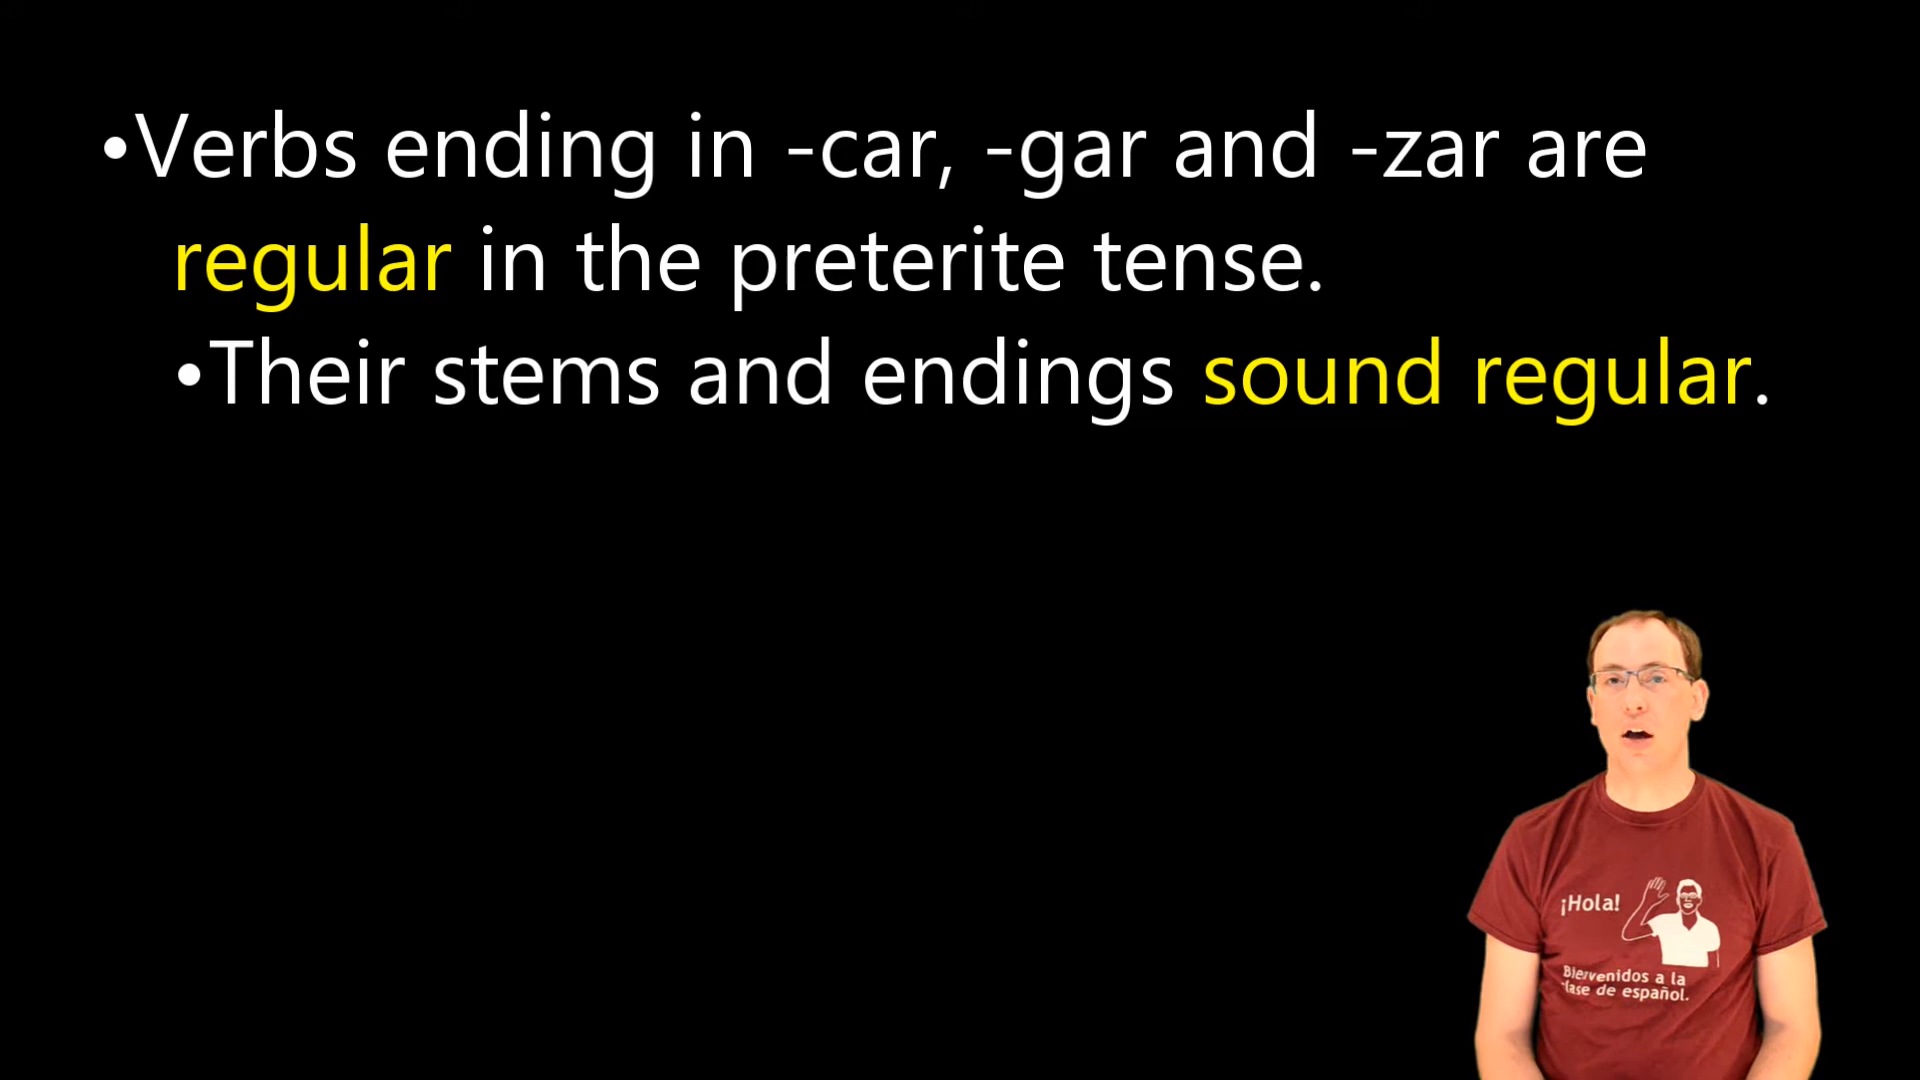 •Verbs ending in -car, -gar and -zar are
regular in the preterite tense.
•Their stems and endings sound regular.
¡Hola!
Bienvenidos a la
clase de español.